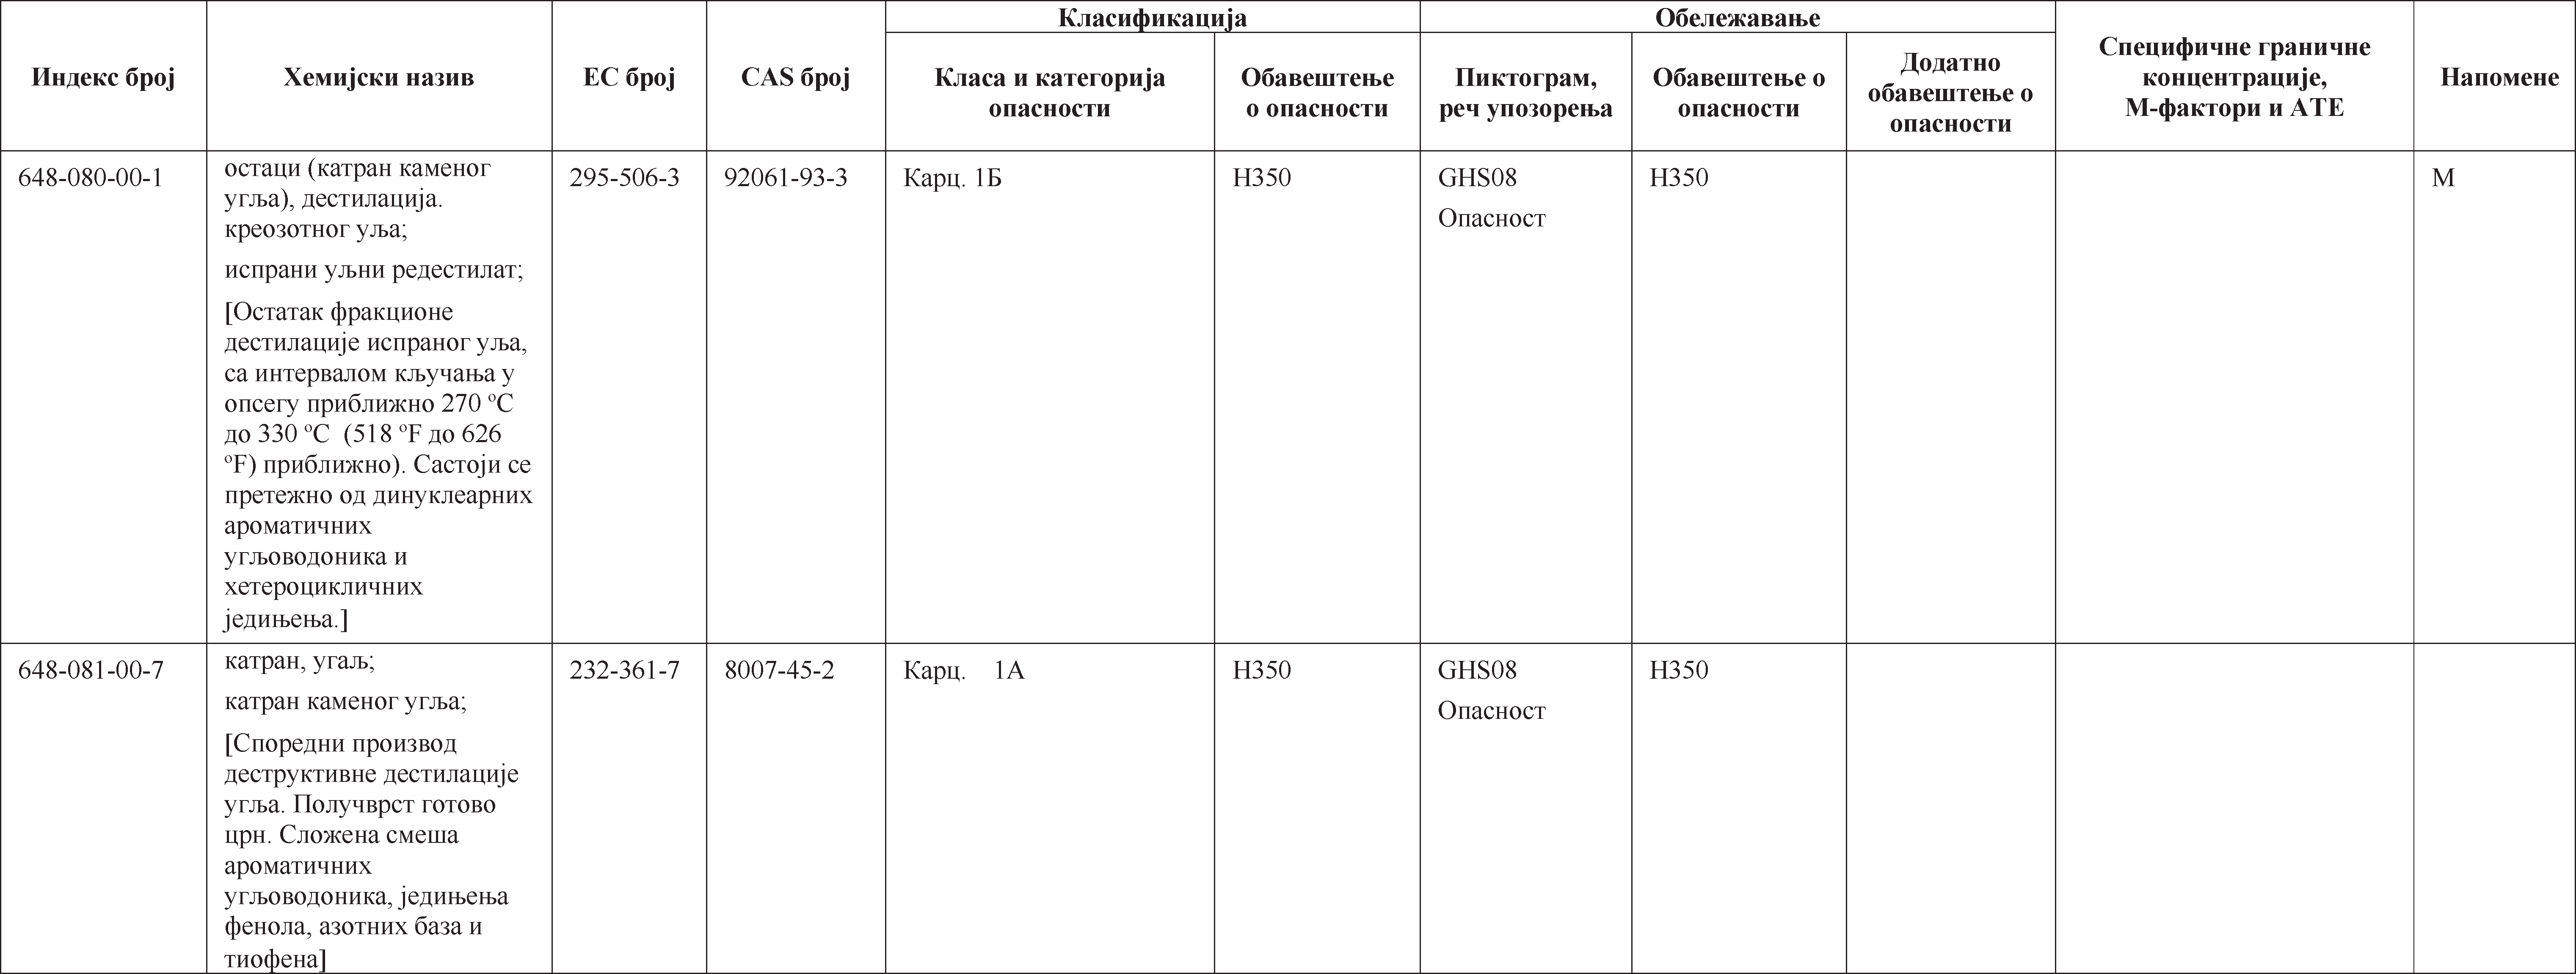 Класификација
Обележавање
Индекс број
Хемијски назив
ЕС број
CAS број
Класа и категорија
опасности
Обавештење
о опасности
Пиктограм,
реч упозорења
Обавештење о
опасности
Додатно
обавештење о
опасности
Специфичне граничне
концентрације,
М-фактори и АТЕ
Напомене
648-080-00-1
остаци (катран каменог
угља), дестилација.
креозотног уља;
испрани уљни редестилат;
[Остатак фракционе
дестилације испраног уља,
са интервалом кључања у
опсегу приближно 270 ºC
до 330 ºC (518 ºF до 626
ºF) приближно). Састоји се
претежно од динуклеарних
ароматичних
угљоводоника и
хетероцикличних
једињења.]
295-506-3
92061-93-3
Карц. 1Б
H350
GHS08
Опасност
H350
М
648-081-00-7
катран, угаљ;
катран каменог угља;
[Споредни производ
деструктивне дестилације
угља. Получврст готово
црн. Сложена смеша
ароматичних
угљоводоника, једињења
фенола, азотних база и
тиофена]
232-361-7
8007-45-2
Карц. 1А
H350
GHS08
Опасност
H350